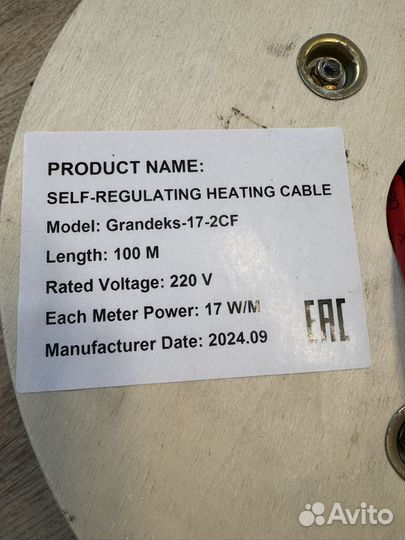 PRODUCT NAME:
SELF-REGULATING HEATING CABLE
Model: Grandeks-17-2CF
Length: 100 M
Rated Voltage: 220 V
Each Meter Power: 17 W/M
Manufacturer Date: 2024.09
EAC
Avito